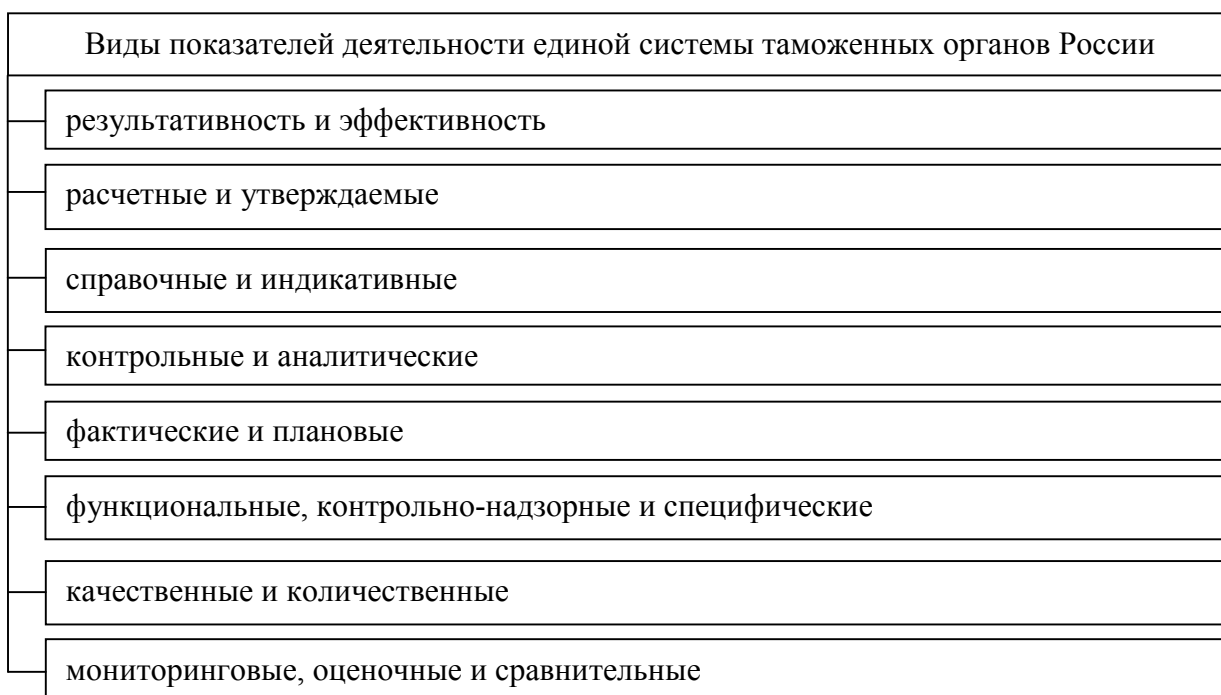 Виды показателей деятельности единой системы таможенных органов России
результативность и эффективность
расчетные и утверждаемые
справочные и индикативные
контрольные и аналитические
фактические и плановые
функциональные, контрольно-надзорные и специфические
качественные и количественные
мониторинговые, оценочные и сравнительные